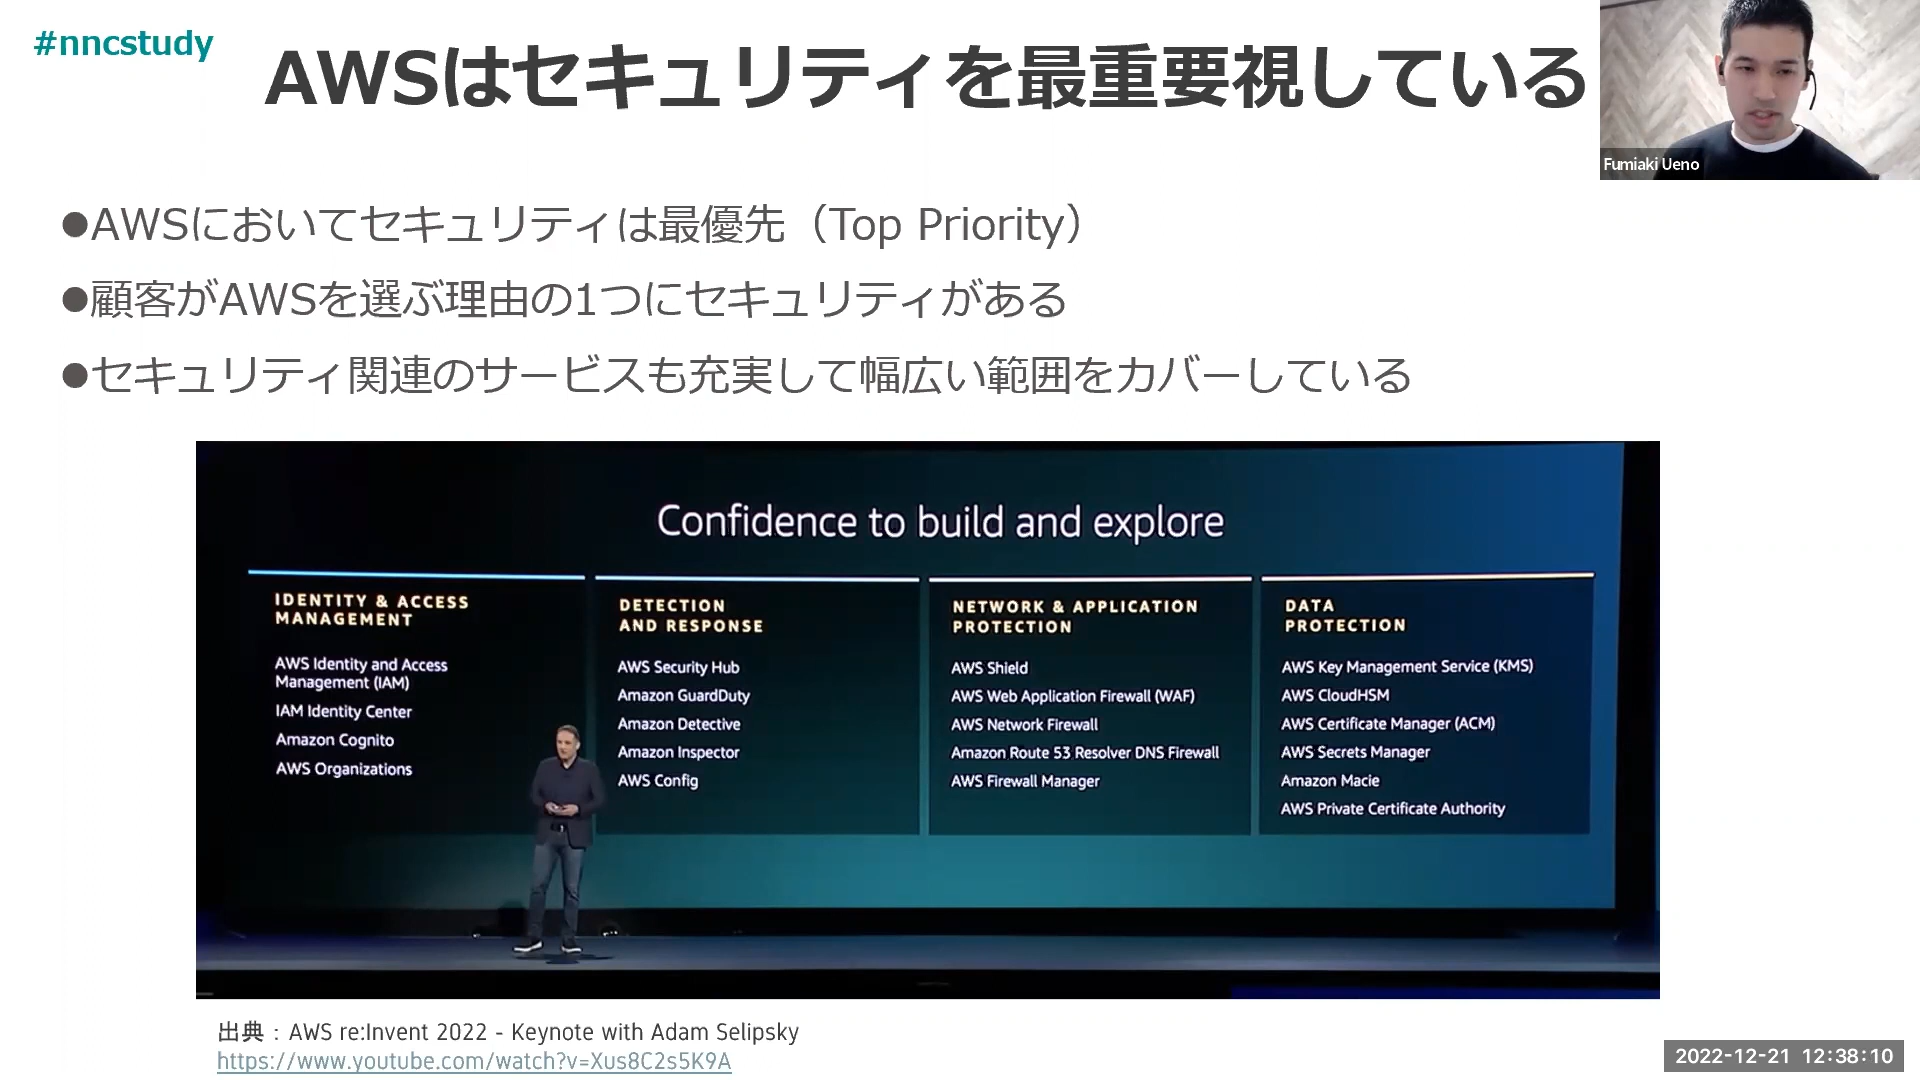 #nncstudy
AWSはセキュリティを最重要視している
Fumiaki Ueno
●AWSにおいてセキュリティは最優先（Top Priority）
●顧客がAWSを選ぶ理由の1つにセキュリティがある
●セキュリティ関連のサービスも充実して幅広い範囲をカバーしている
Confidence to build and explore
IDENTITY & ACCESS
MANAGEMENT
AWS Identity and Access
Management (IAM)
IAM Identity Center
Amazon Cognito
AWS Organizations
DETECTION
AND RESPONSE
AWS Security Hub
Amazon GuardDuty
Amazon Detective
Amazon Inspector
AWS Config
NETWORK & APPLICATION
PROTECTION
AWS Shield
AWS Web Application Firewall (WAF)
AWS Network Firewall
Amazon Route 53 Resolver DNS Firewall
AWS Firewall Manager
DATA
PROTECTION
AWS Key Management Service (KMS)
AWS CloudHSM
AWS Certificate Manager (ACM)
AWS Secrets Manager
Amazon Macie
AWS Private Certificate Authority
出典：AWS re:Invent 2022 - Keynote with Adam Selipsky
https://www.youtube.com/watch?v=Xus8C2s5K9A
2022-12-21 12:38:10